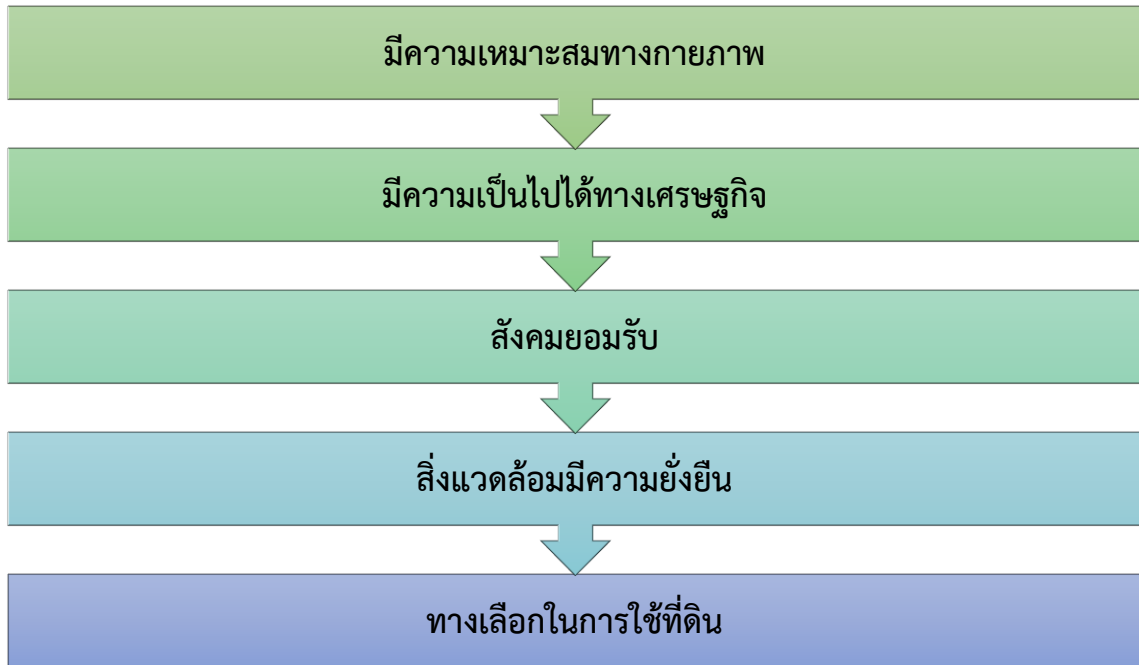 มีความเหมาะสมทางกายภาพ
มีความเป็นไปได้ทางเศรษฐกิจ
สังคมยอมรับ
สิ่งแวดล้อมมีความยั่งยืน
ทางเลือกในการใช้ที่ดิน